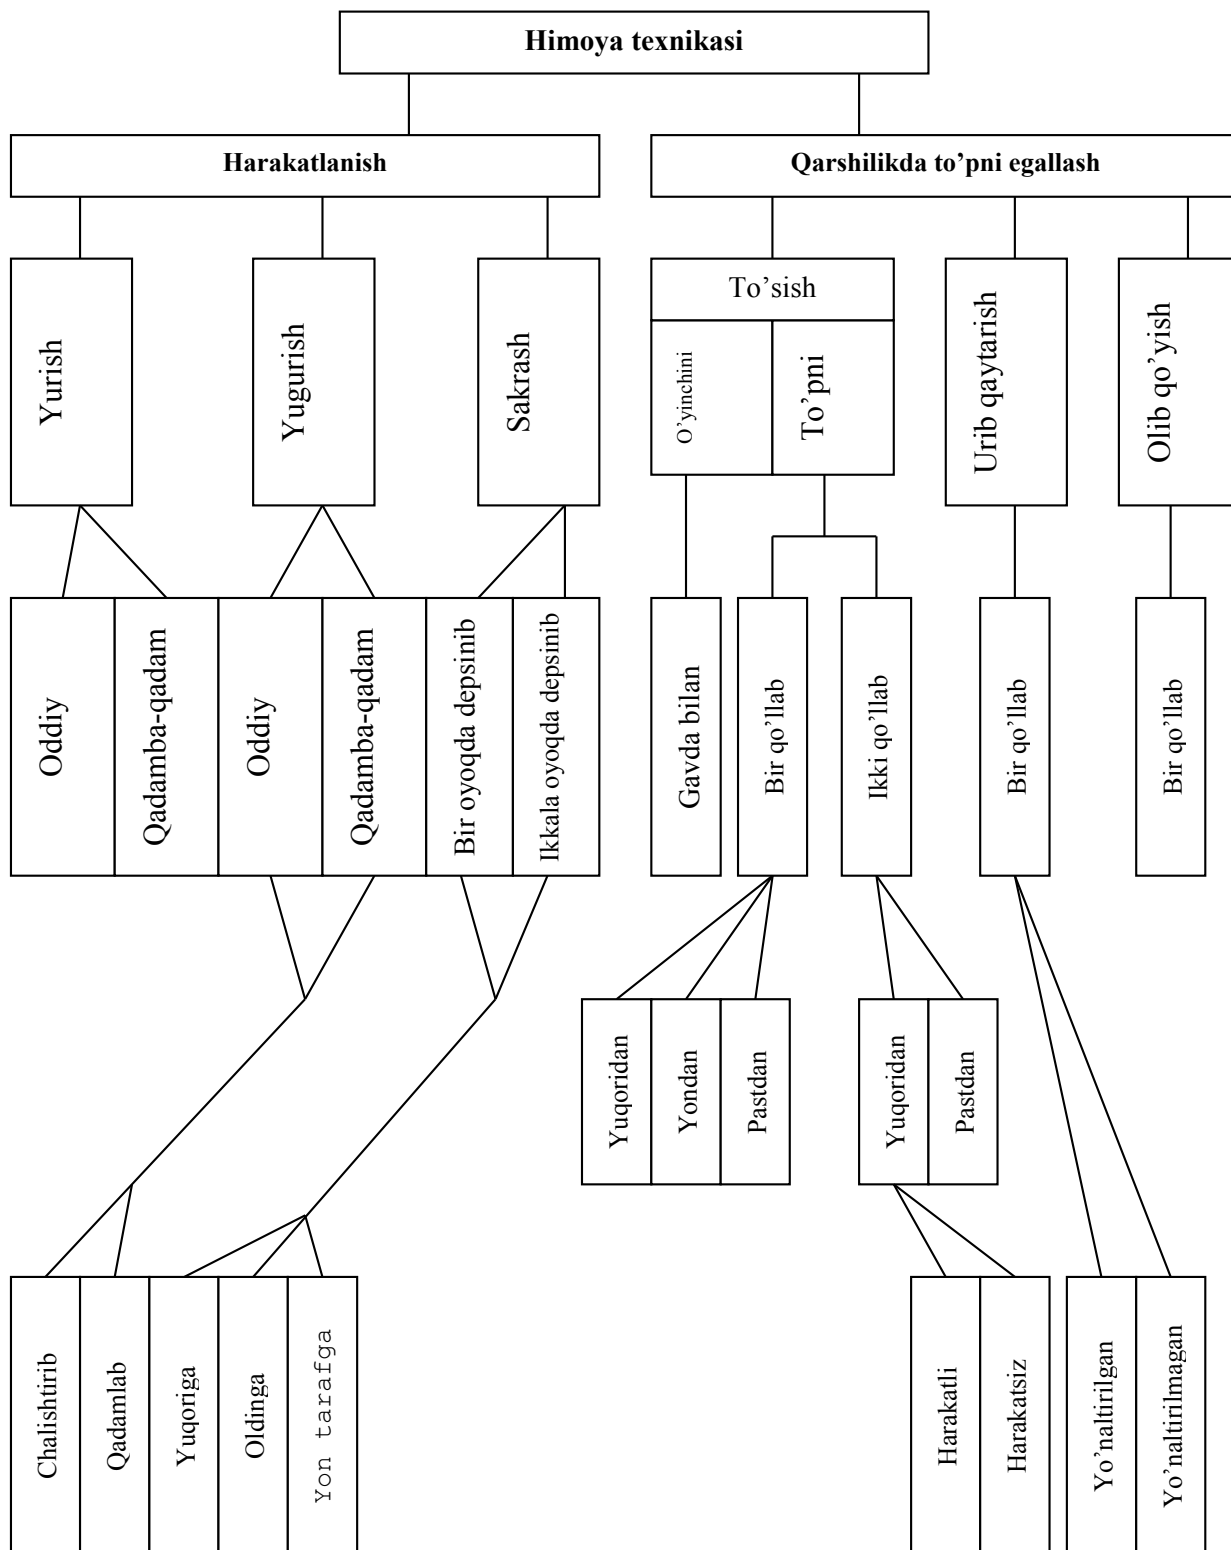 Himoya texnikasi
Harakatlanish
Qarshilikda to’pni egallash
Yurish
Yugurish
Sakrash
To’sish
O’yinchini
To’pni
Urib qaytarish
Olib qo’yish
Oddiy
Qadamba-qadam
Oddiy
Qadamba-qadam
Bir oyoqda depsinib
Ikkala oyoqda depsinib
Gavda bilan
Bir qo’llab
Ikki qo’llab
Bir qo’llab
Bir qo’llab
Yuqoridan
Yondan
Pastdan
Yuqoridan
Pastdan
Chalishtirib
Qadamlab
Yuqoriga
Oldinga
Yon tarafga
Harakatli
Harakatsiz
Yo’naltirilgan
Yo’naltirilmagan